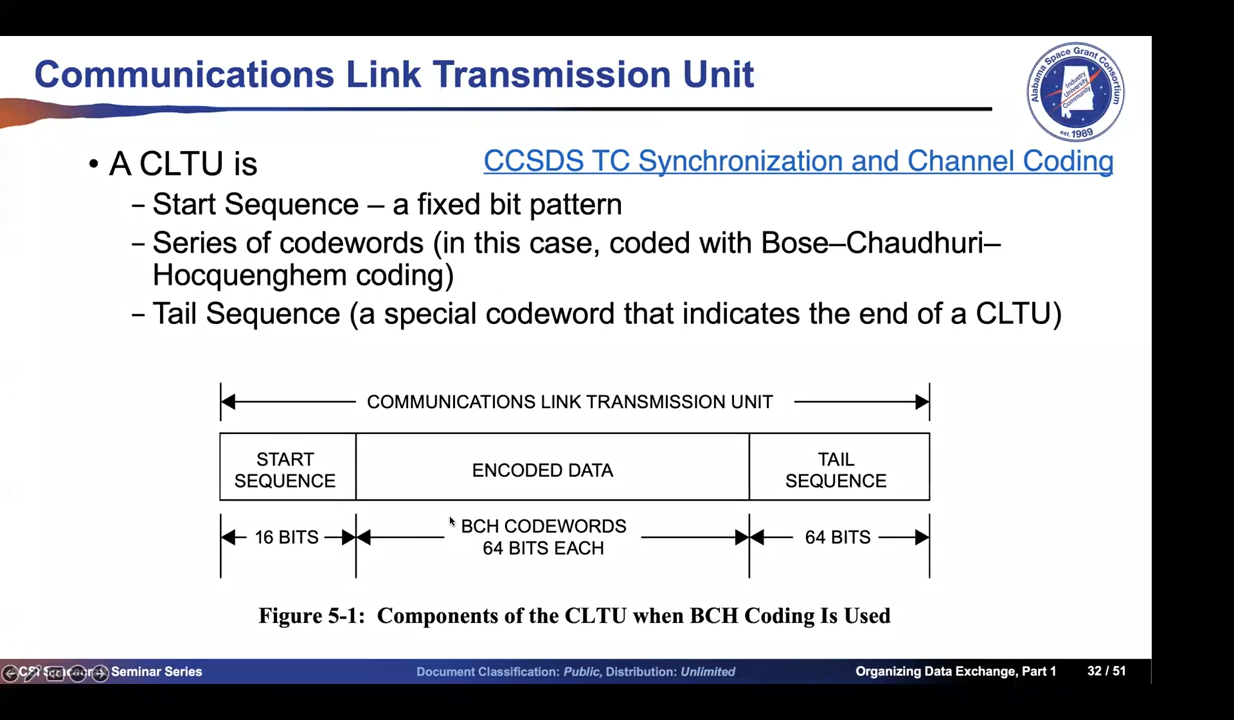 Communications Link Transmission Unit
Alabama Space Grant Consortium
Industry
University
Community
est. 1989
• A CLTU is
CCSDS TC Synchronization and Channel Coding
– Start Sequence – a fixed bit pattern
– Series of codewords (in this case, coded with Bose–Chaudhuri–
Hocquenghem coding)
– Tail Sequence (a special codeword that indicates the end of a CLTU)
COMMUNICATIONS LINK TRANSMISSION UNIT
START
SEQUENCE
ENCODED DATA
TAIL
SEQUENCE
16 BITS
BCH CODEWORDS
64 BITS EACH
64 BITS
Figure 5-1: Components of the CLTU when BCH Coding Is Used
Seminar Series
Document Classification: Public, Distribution: Unlimited
Organizing Data Exchange, Part 1
32 / 51